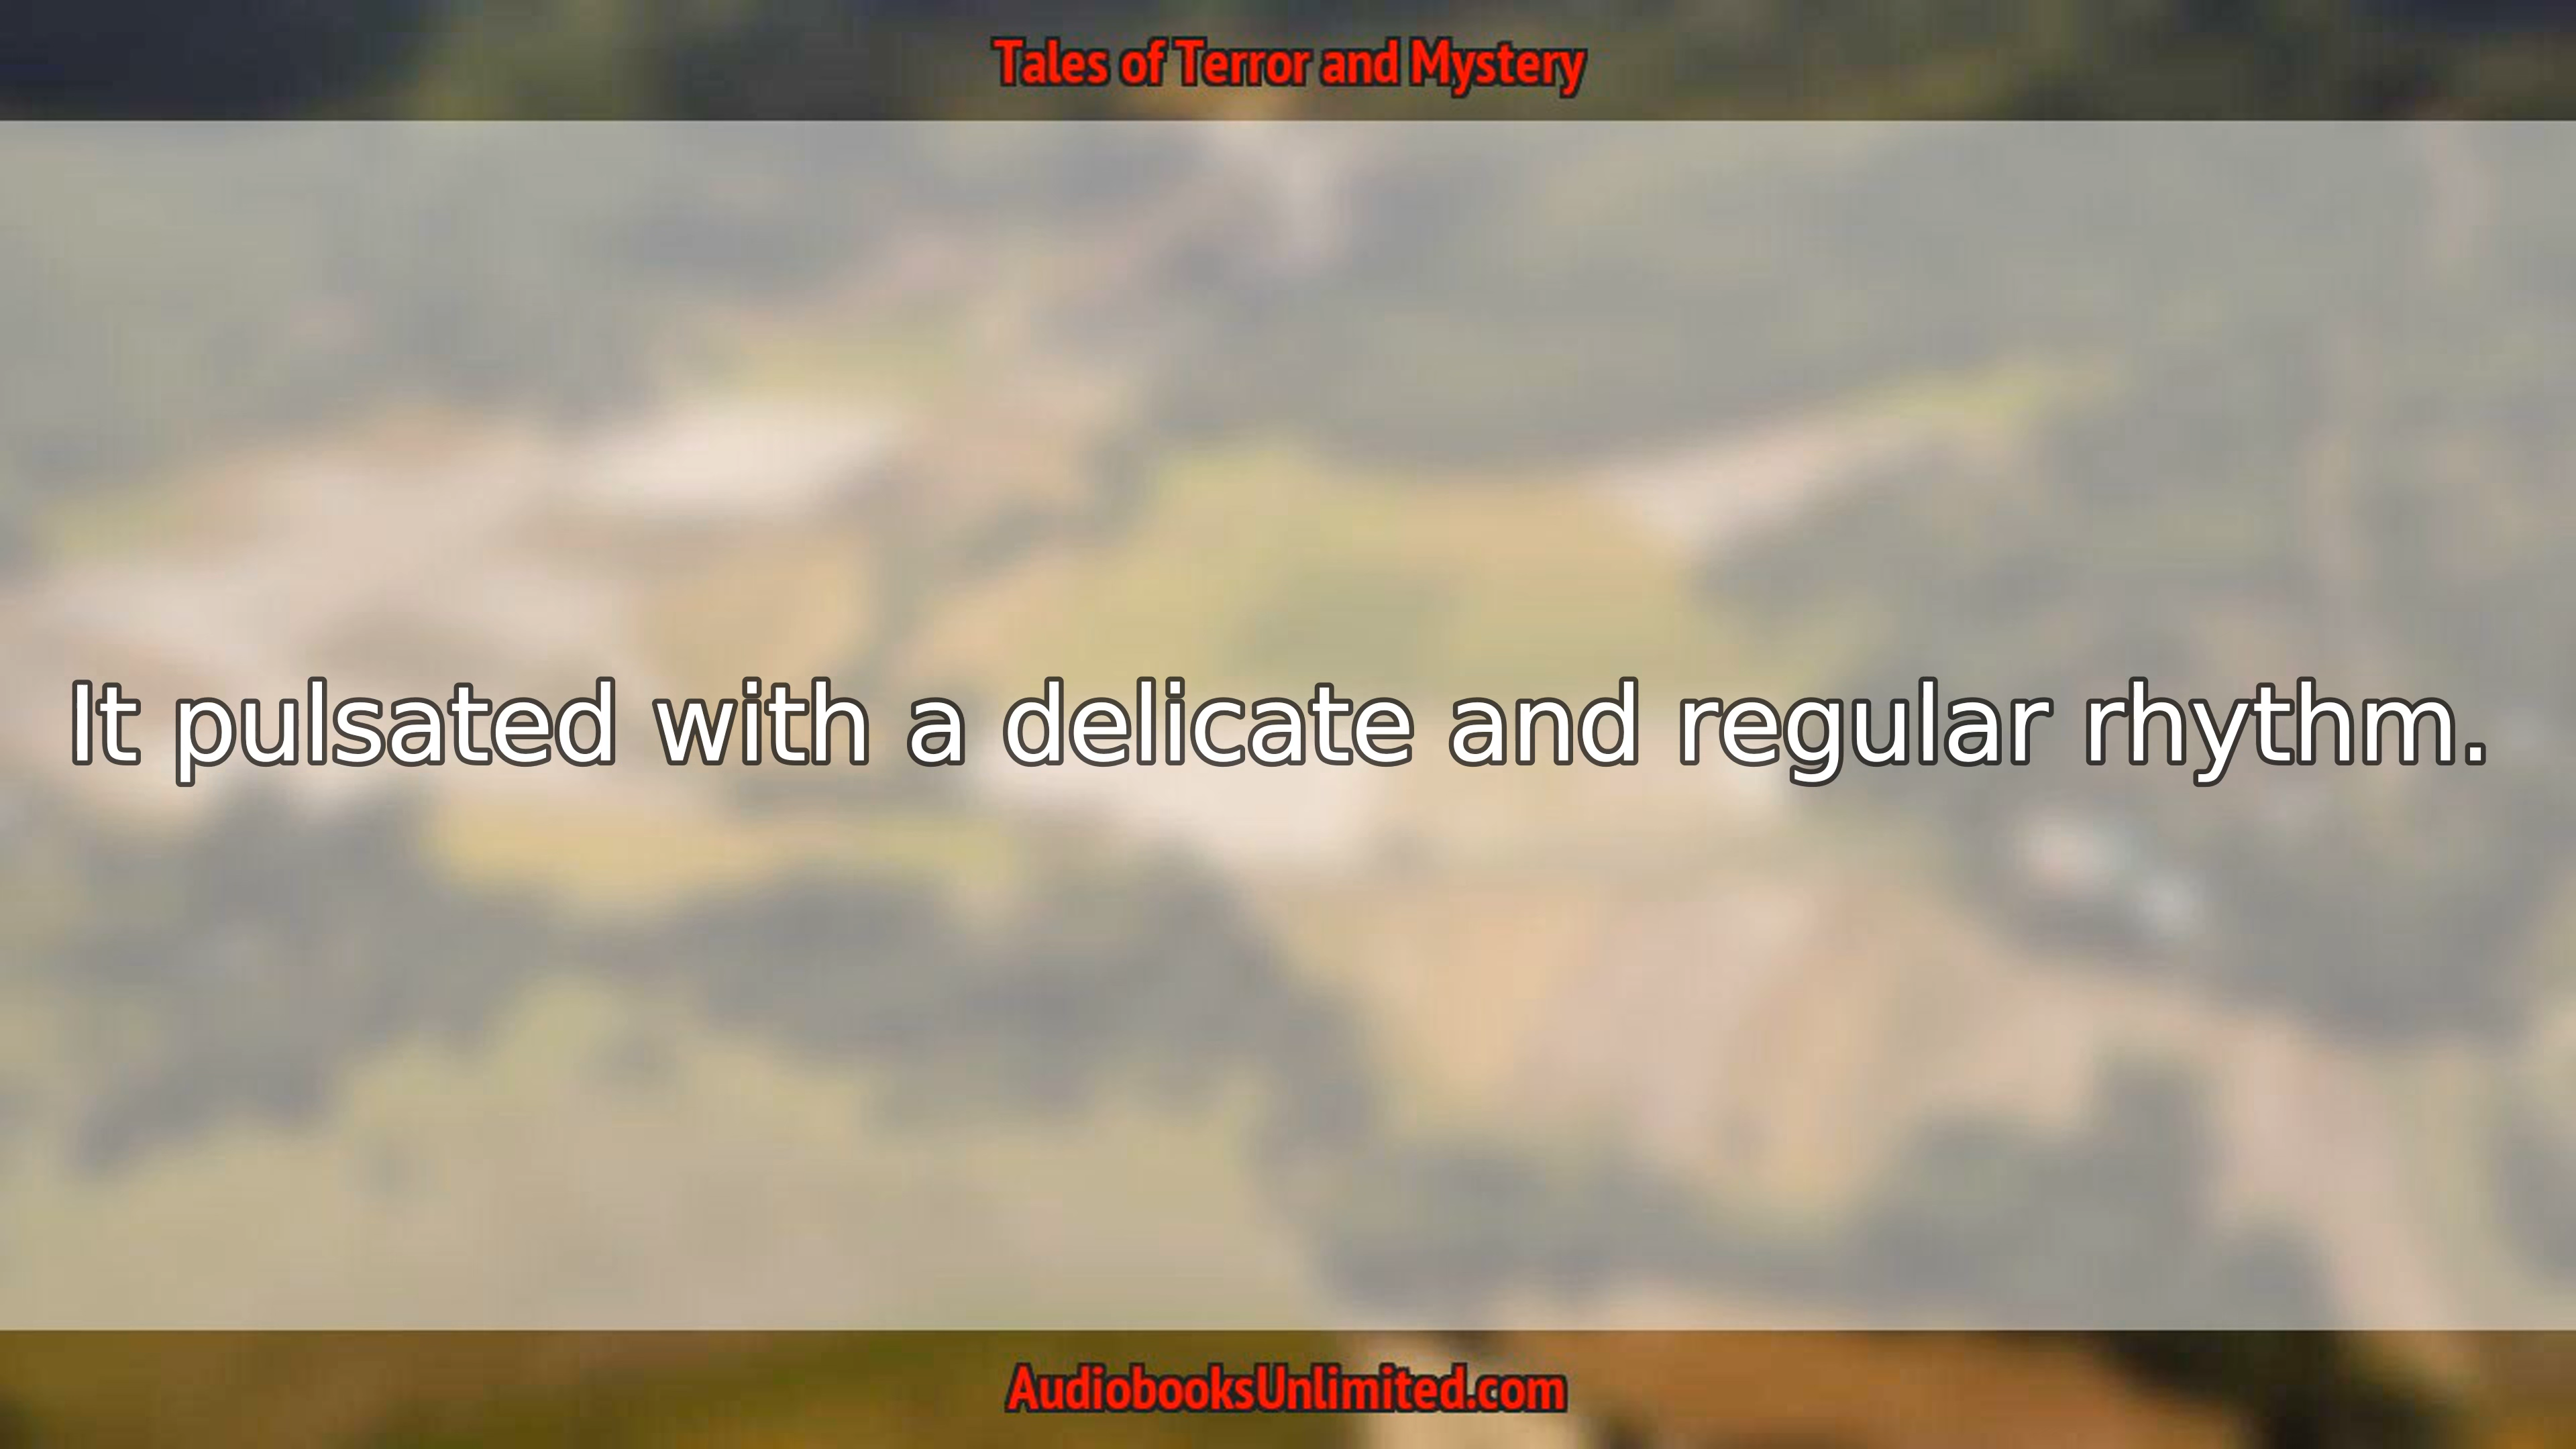 Tales of Terror and Mystery
It pulsated with a delicate and regular rhythm.
AudiobooksUnlimited.com